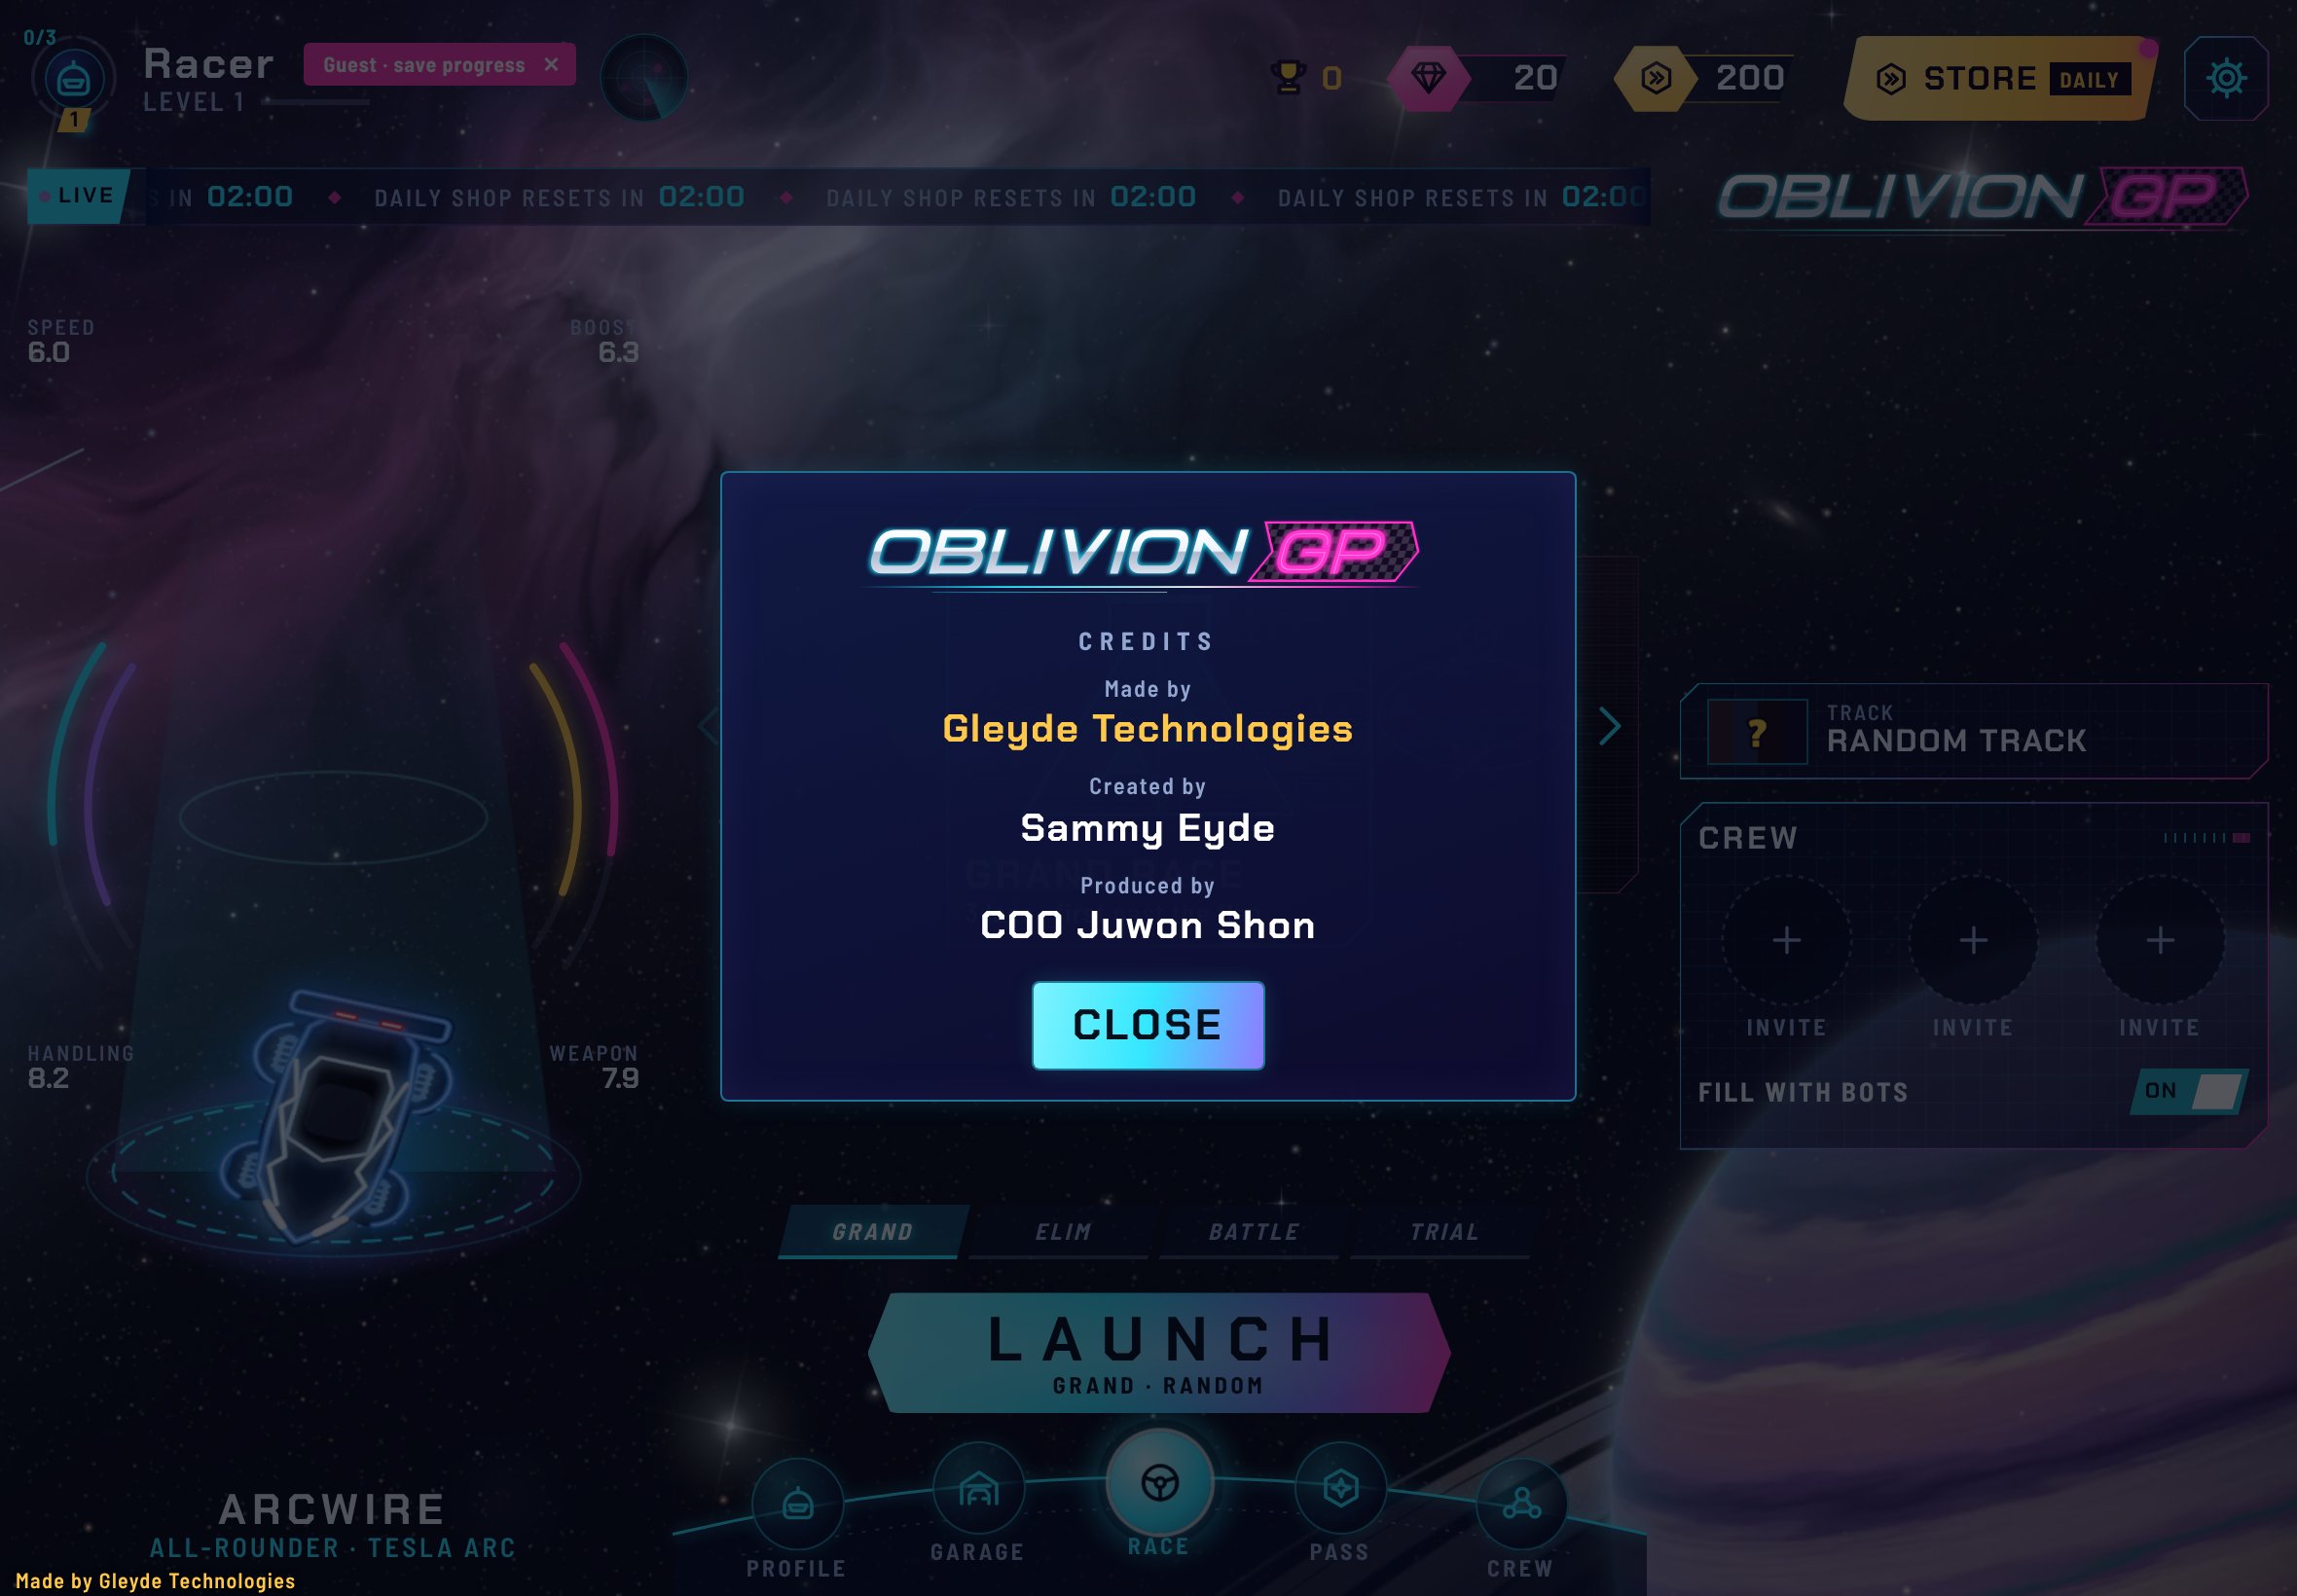 0/3
Racer
Guest · save progress ✕
LEVEL 1
1
0
20
200
STORE DAILY
LIVE
S IN 02:00 ◆ DAILY SHOP RESETS IN 02:00 ◆ DAILY SHOP RESETS IN 02:00 ◆ DAILY SHOP RESETS IN 02:00
OBLIVION GP
SPEED
6.0
BOOST
6.3
OBLIVION GP
CREDITS
Made by
Gleyde Technologies
Created by
Sammy Eyde
Produced by
COO Juwon Shon
CLOSE
?
TRACK
RANDOM TRACK
CREW
INVITE
INVITE
INVITE
FILL WITH BOTS
ON
HANDLING
8.2
WEAPON
7.9
GRAND
ELIM
BATTLE
TRIAL
LAUNCH
GRAND · RANDOM
ARCWIRE
ALL-ROUNDER · TESLA ARC
PROFILE
GARAGE
RACE
PASS
CREW
Made by Gleyde Technologies